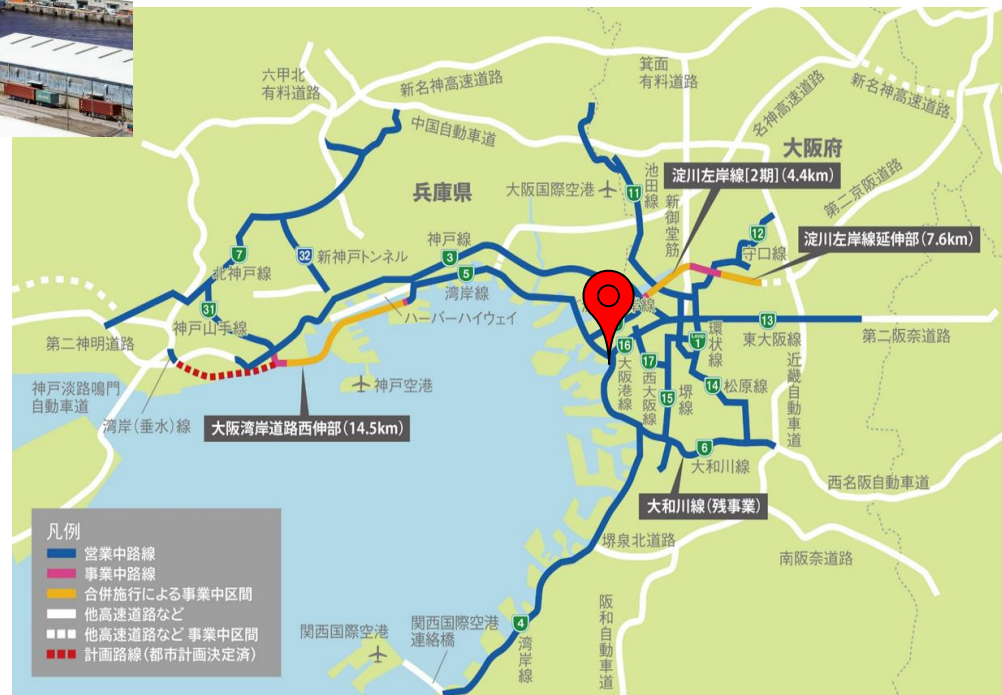 六甲北
有料道路
新名神高速道路
箕面
有料道路
名神高速道路
新名神高速道路
中国自動車道
大阪府
兵庫県
大阪国際空港
11
池田線
新御堂筋
淀川左岸線[2期](4.4km)
第二京阪道路
12
守口線
淀川左岸線延伸部(7.6km)
7
北神戸線
32
新神戸トンネル
神戸線
3
5
湾岸線
ハーバーハイウェイ
31
神戸山手線
第二神明道路
神戸淡路鳴門
自動車道
湾岸(垂水)線
神戸空港
大阪湾岸道路西伸部(14.5km)
16
大阪港線
17
西大阪線
15
堺線
1
環状線
13
東大阪線
第二阪奈道路
14
松原線
近畿自動車道
6
大和川線
西名阪自動車道
大和川線(残事業)
堺泉北道路
南阪奈道路
阪和自動車道
関西国際空港
関西国際空港
連絡橋
4
湾岸線
凡例
営業中路線
事業中路線
合併施行による事業中区間
他高速道路など
他高速道路など 事業中区間
計画路線(都市計画決定済)